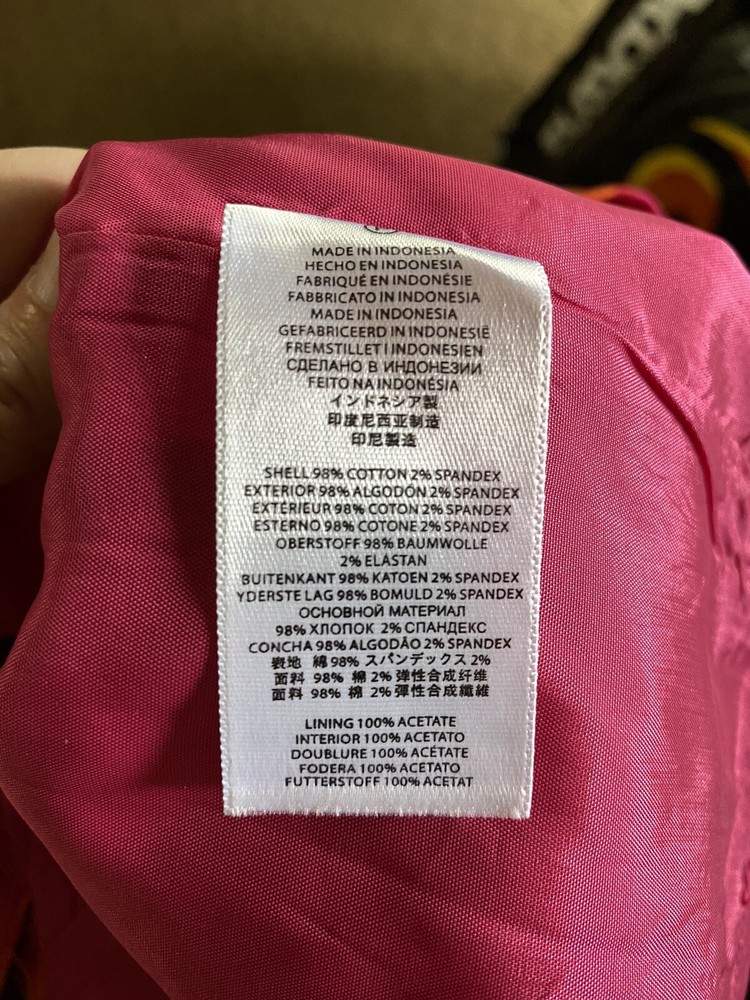 MADE IN INDONESIA
HECHO EN INDONESIA
FABRIQUÉ EN INDONÉSIE
FABBRICATO IN INDONESIA
MADE IN INDONESIA
GEFABRICEERD IN INDONESIË
FREMSTILLET I INDONESIEN
СДЕЛАНО В ИНДОНЕЗИИ
FEITO NA INDONÉSIA
インドネシア製
印度尼西亚制造
印尼製造
SHELL 98% COTTON 2% SPANDEX
EXTERIOR 98% ALGODÓN 2% SPANDEX
EXTÉRIEUR 98% COTON 2% SPANDEX
ESTERNO 98% COTONE 2% SPANDEX
OBERSTOFF 98% BAUMWOLLE
2% ELASTAN
BUITENKANT 98% KATOEN 2% SPANDEX
YDERSTE LAG 98% BOMULD 2% SPANDEX
ОСНОВНОЙ МАТЕРИАЛ
98% ХЛОПОК 2% СПАНДЕКС
CONCHA 98% ALGODÃO 2% SPANDEX
表地 綿98% スパンデックス 2%
面料 98% 棉 2% 弹性合成纤维
面料 98% 棉 2% 彈性合成纖維
LINING 100% ACETATE
INTERIOR 100% ACETATO
DOUBLURE 100% ACÉTATE
FODERA 100% ACETATO
FUTTERSTOFF 100% ACETAT